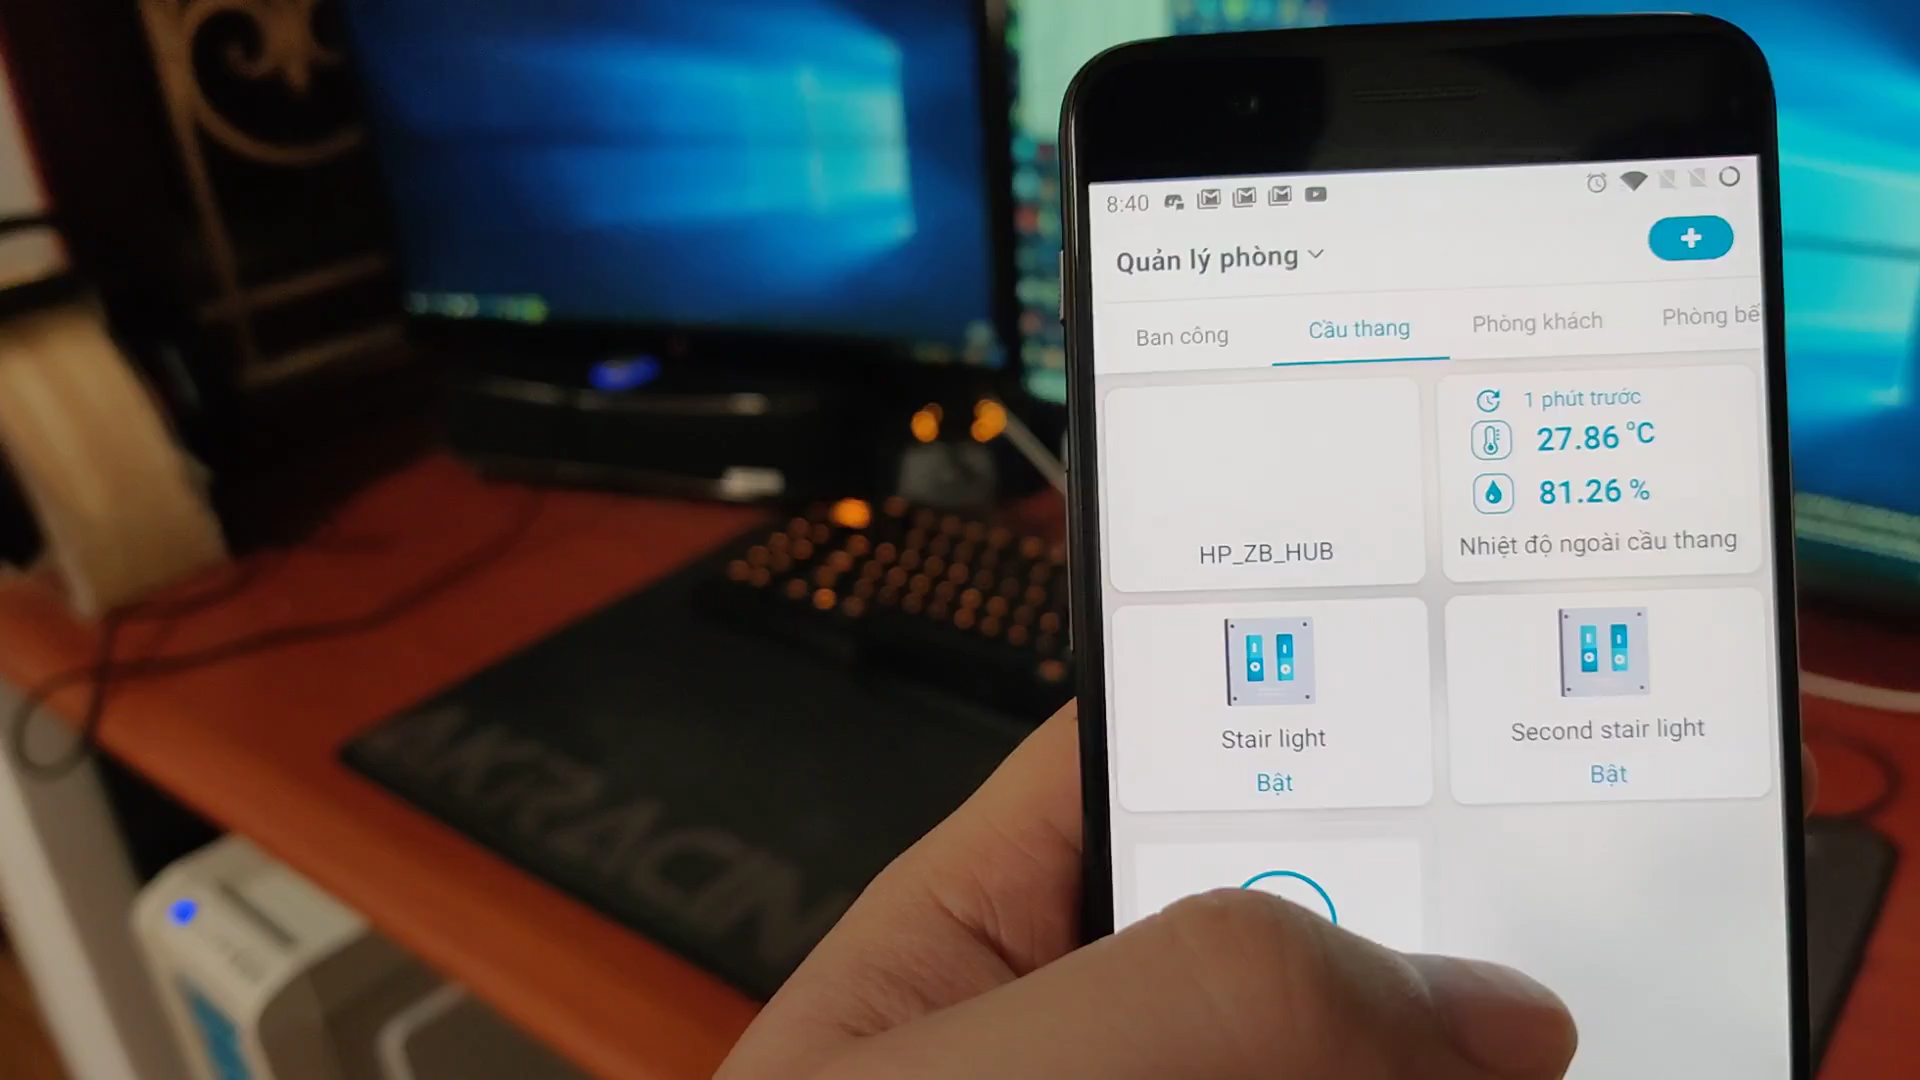 8:40
Quản lý phòng
Ban công
Cầu thang
Phòng khách
Phòng bế
1 phút trước
27.86 °C
81.26 %
HP_ZB_HUB
Nhiệt độ ngoài cầu thang
Stair light
Bật
Second stair light
Bật
AKRACIN